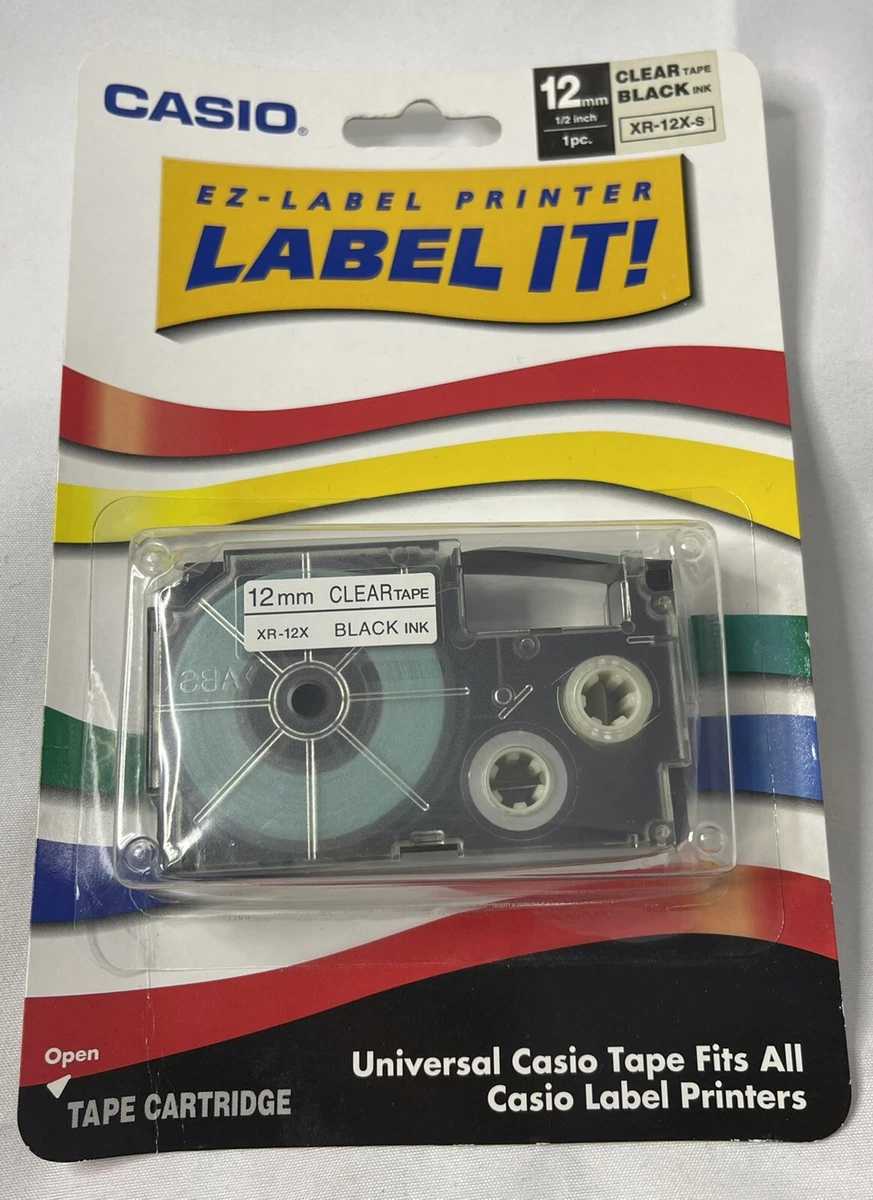 CASIO®
12mm
1/2 inch
1pc.
CLEAR TAPE
BLACK INK
XR-12X-S
EZ-LABEL PRINTER
LABEL IT!
12mm CLEAR TAPE
XR-12X BLACK INK
>ABS<
Open
TAPE CARTRIDGE
Universal Casio Tape Fits All
Casio Label Printers